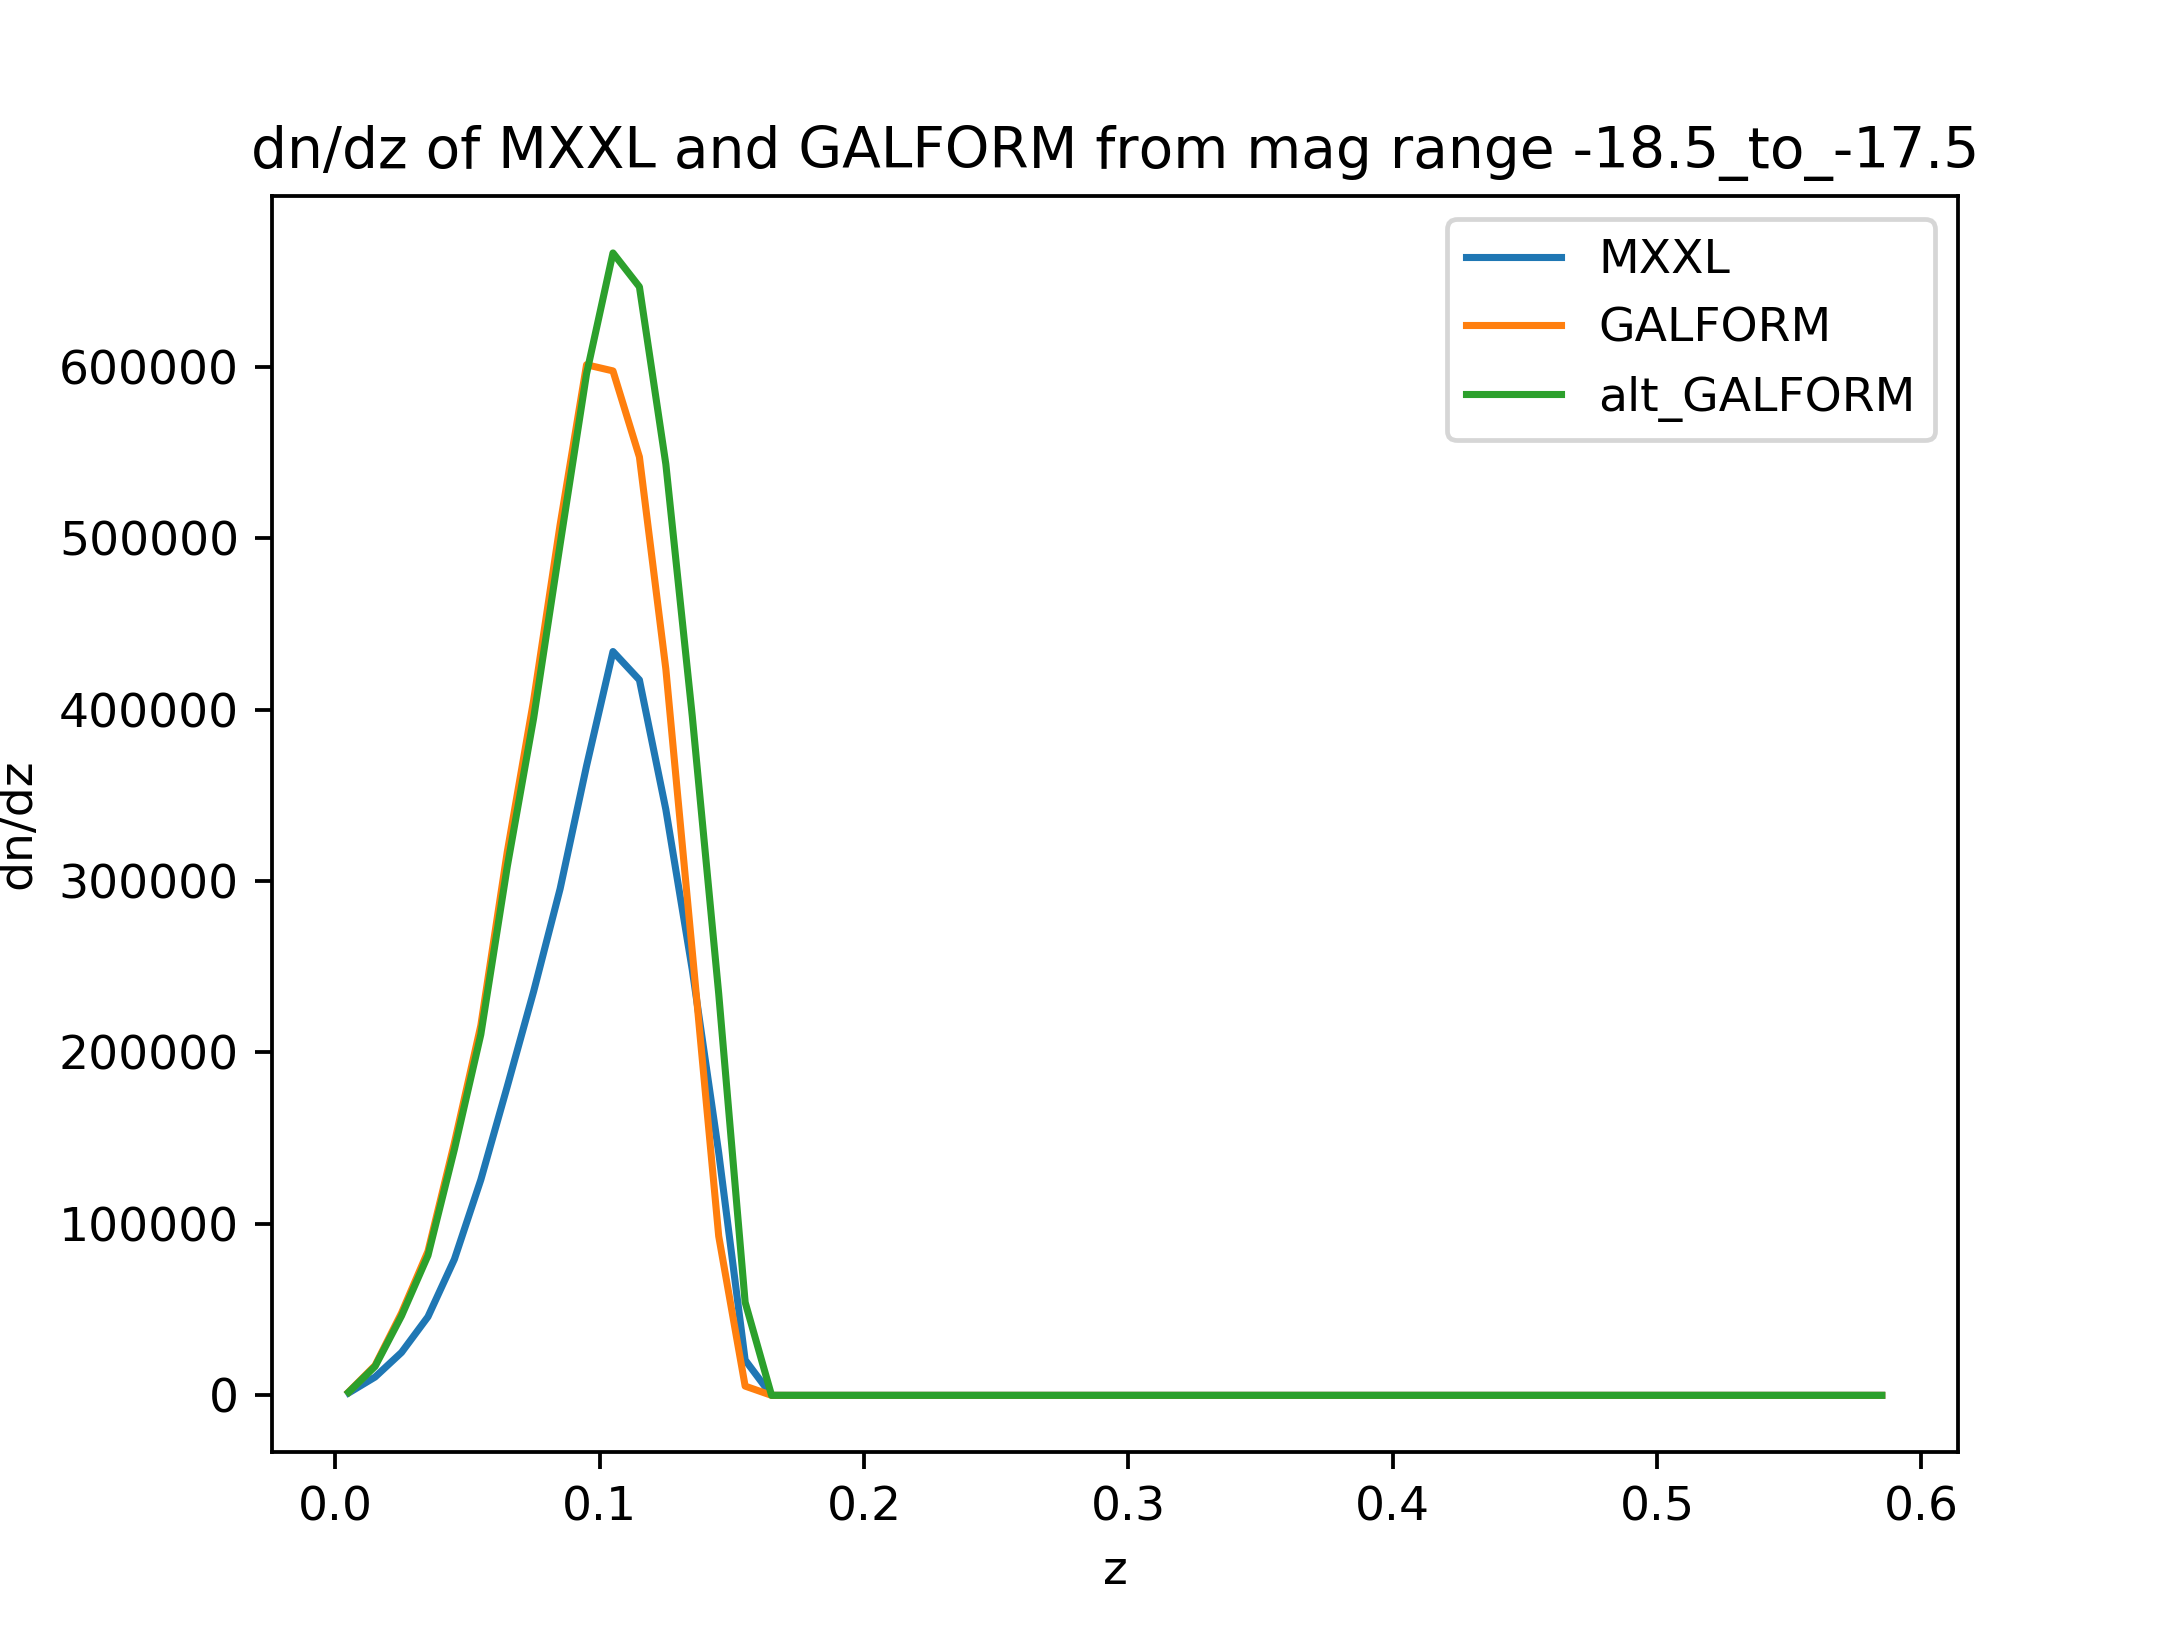 dn/dz of MXXL and GALFORM from mag range -18.5_to_-17.5
MXXL
GALFORM
alt_GALFORM
dn/dz
600000
500000
400000
300000
200000
100000
0
0.0 0.1 0.2 0.3 0.4 0.5 0.6
z